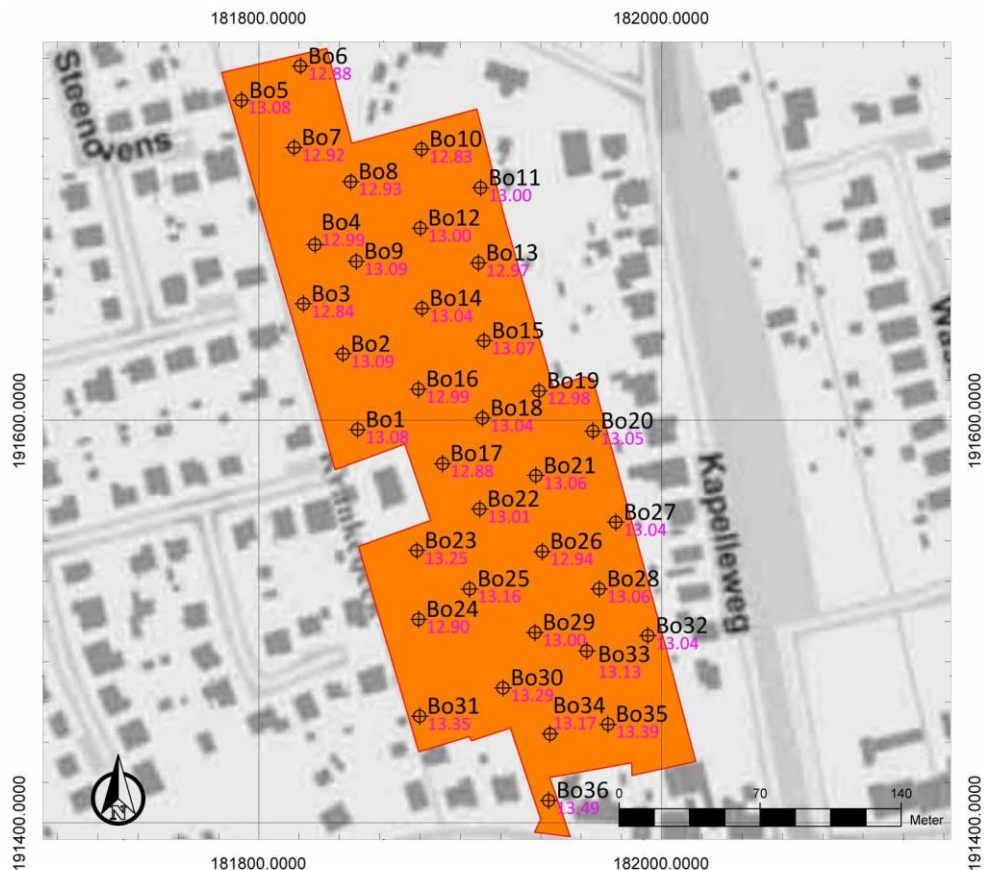 181800.0000
182000.0000
Steeno
vens
Bo6
12.88
Bo5
13.08
Bo7
12.92
Bo10
12.83
Bo8
12.93
Bo11
13.00
Bo12
13.00
Bo4
12.99
Bo9
13.09
Bo13
12.97
Bo3
12.84
Bo14
13.04
Bo15
13.07
Bo2
13.09
Bo16
12.99
Bo19
12.98
Bo18
13.04
Bo1
13.08
Bo20
13.05
191600.0000
191600.0000
Bo17
12.88
Bo21
13.06
Kapelleweg
Bo22
13.01
Bo27
13.04
Bo23
13.25
Bo26
12.94
Bo25
13.16
Bo28
13.06
Bo24
12.90
Bo29
13.00
Bo32
13.04
Bo33
13.13
Bo30
13.29
Bo31
13.35
Bo34
13.17
Bo35
13.39
Bo36
13.49
N
0
70
140
Meter
191400.0000
191400.0000
181800.0000
182000.0000